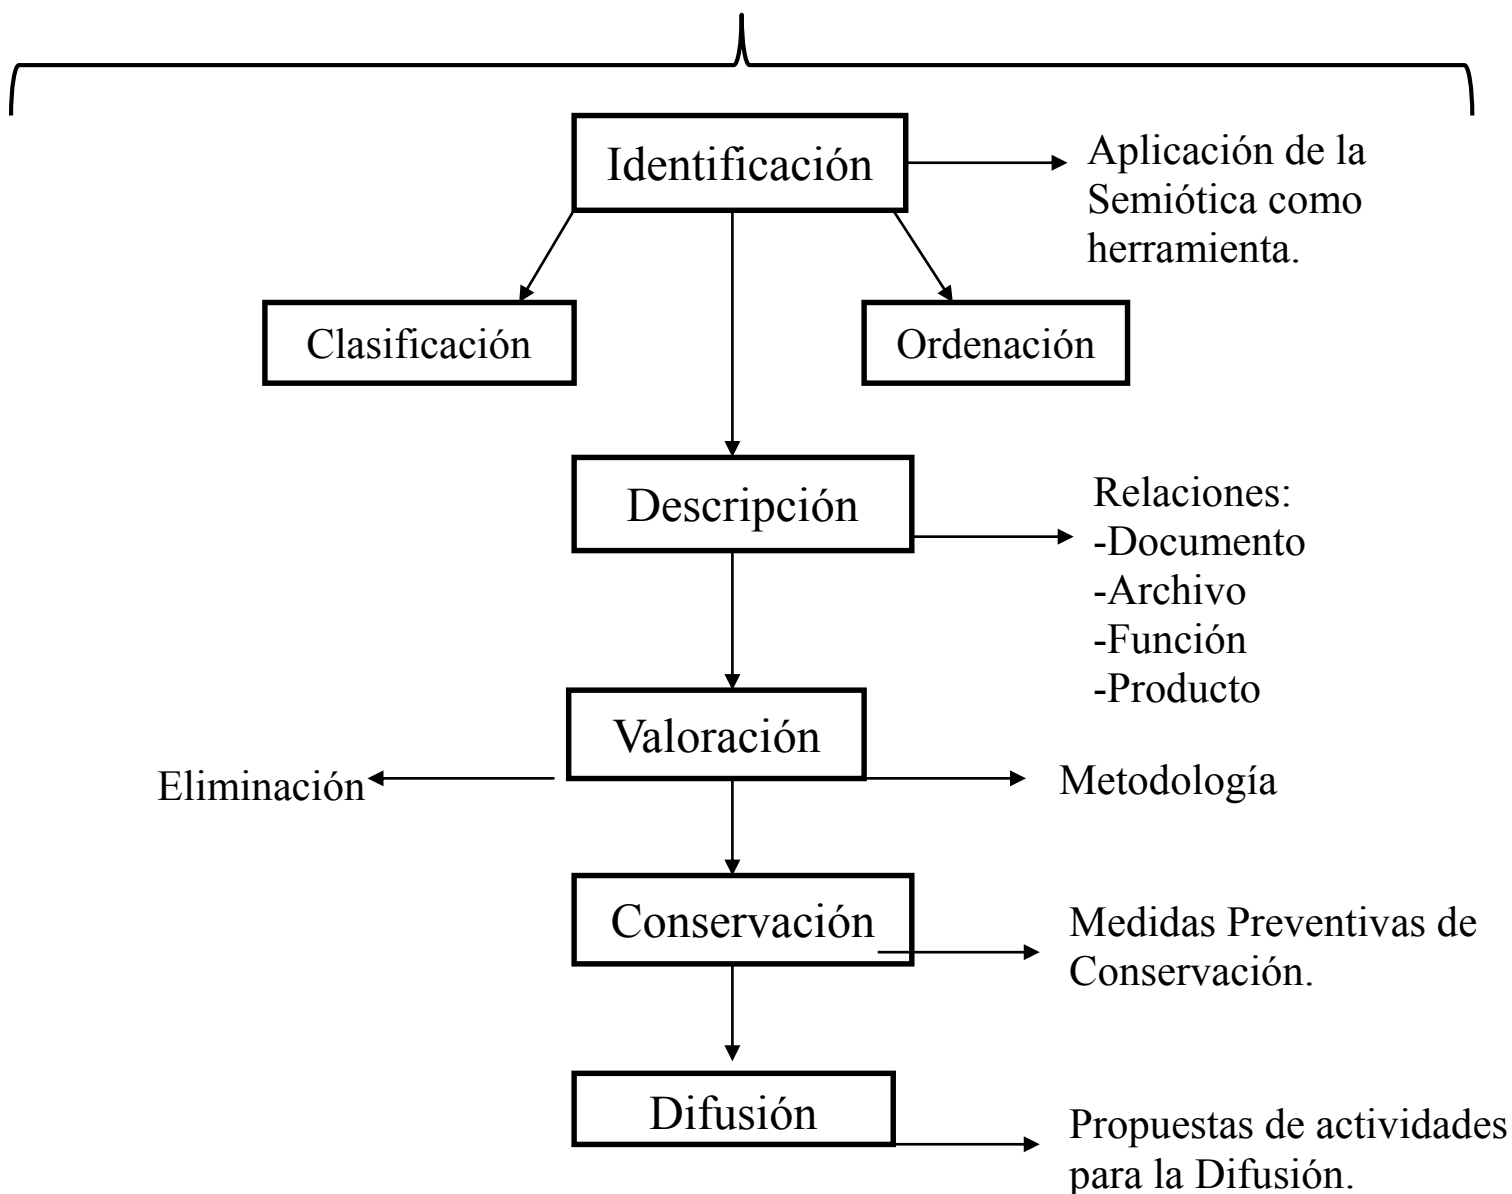 Identificación
Aplicación de la
Semiótica como
herramienta.
Clasificación
Ordenación
Descripción
Relaciones:
-Documento
-Archivo
-Función
-Producto
Valoración
Eliminación
Metodología
Conservación
Medidas Preventivas de
Conservación.
Difusión
Propuestas de actividades
para la Difusión.